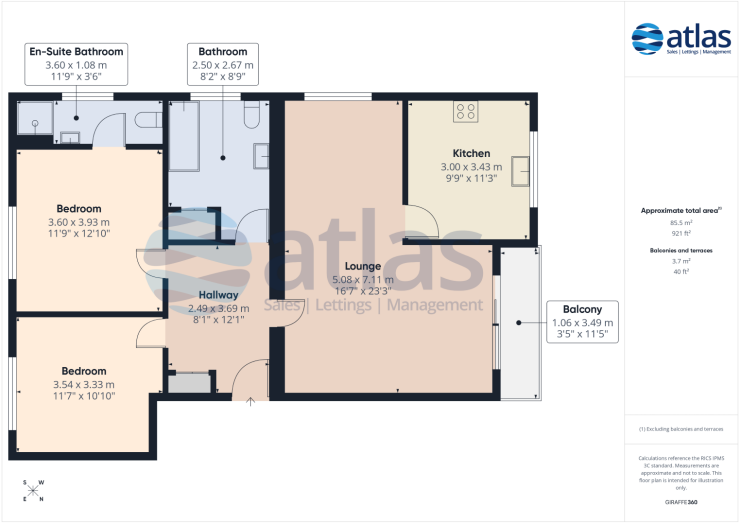 En-Suite Bathroom
3.60 x 1.08 m
11'9" x 3'6"
Bathroom
2.50 x 2.67 m
8'2" x 8'9"
Kitchen
3.00 x 3.43 m
9'9" x 11'3"
Bedroom
3.60 x 3.93 m
11'9" x 12'10"
atlas
Sales | Lettings | Management
Lounge
5.08 x 7.11 m
16'7" x 23'3"
Hallway
2.49 x 3.69 m
8'1" x 12'1"
Balcony
1.06 x 3.49 m
3'5" x 11'5"
Bedroom
3.54 x 3.33 m
11'7" x 10'10"
S W
E N
atlas
Sales | Lettings | Management
Approximate total area(1)
85.5 m²
921 ft²
Balconies and terraces
3.7 m²
40 ft²
(1) Excluding balconies and terraces
Calculations reference the RICS IPMS
3C standard. Measurements are
approximate and not to scale. This
floor plan is intended for illustration
only.
GIRAFFE360